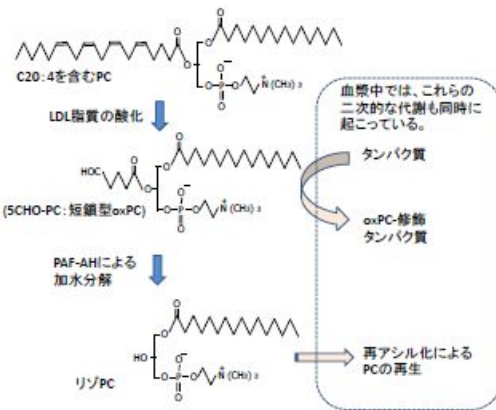 C20:4を含むPC
LDL脂質の酸化
HOC
(5CHO-PC:短鎖型oxPC)
PAF-AHによる
加水分解
HO
リゾPC
血漿中では、これらの
二次的な代謝も同時に
起こっている。
タンパク質
oxPC-修飾
タンパク質
再アシル化による
PCの再生